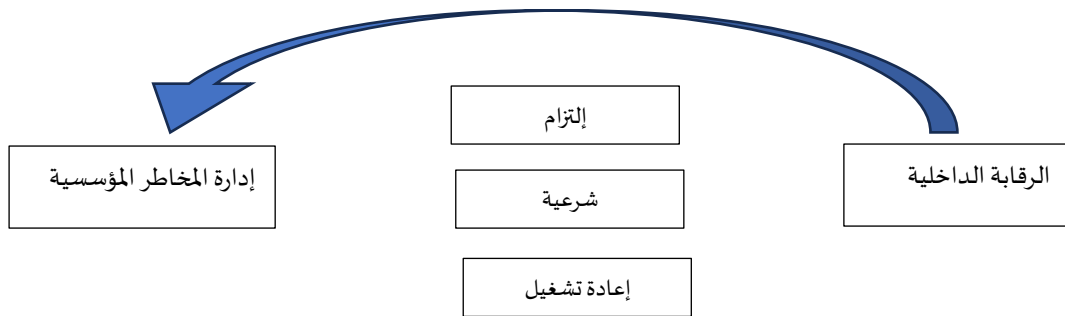 إلتزام
الرقابة الداخلية
شرعية
إدارة المخاطر المؤسسية
إعادة تشغيل